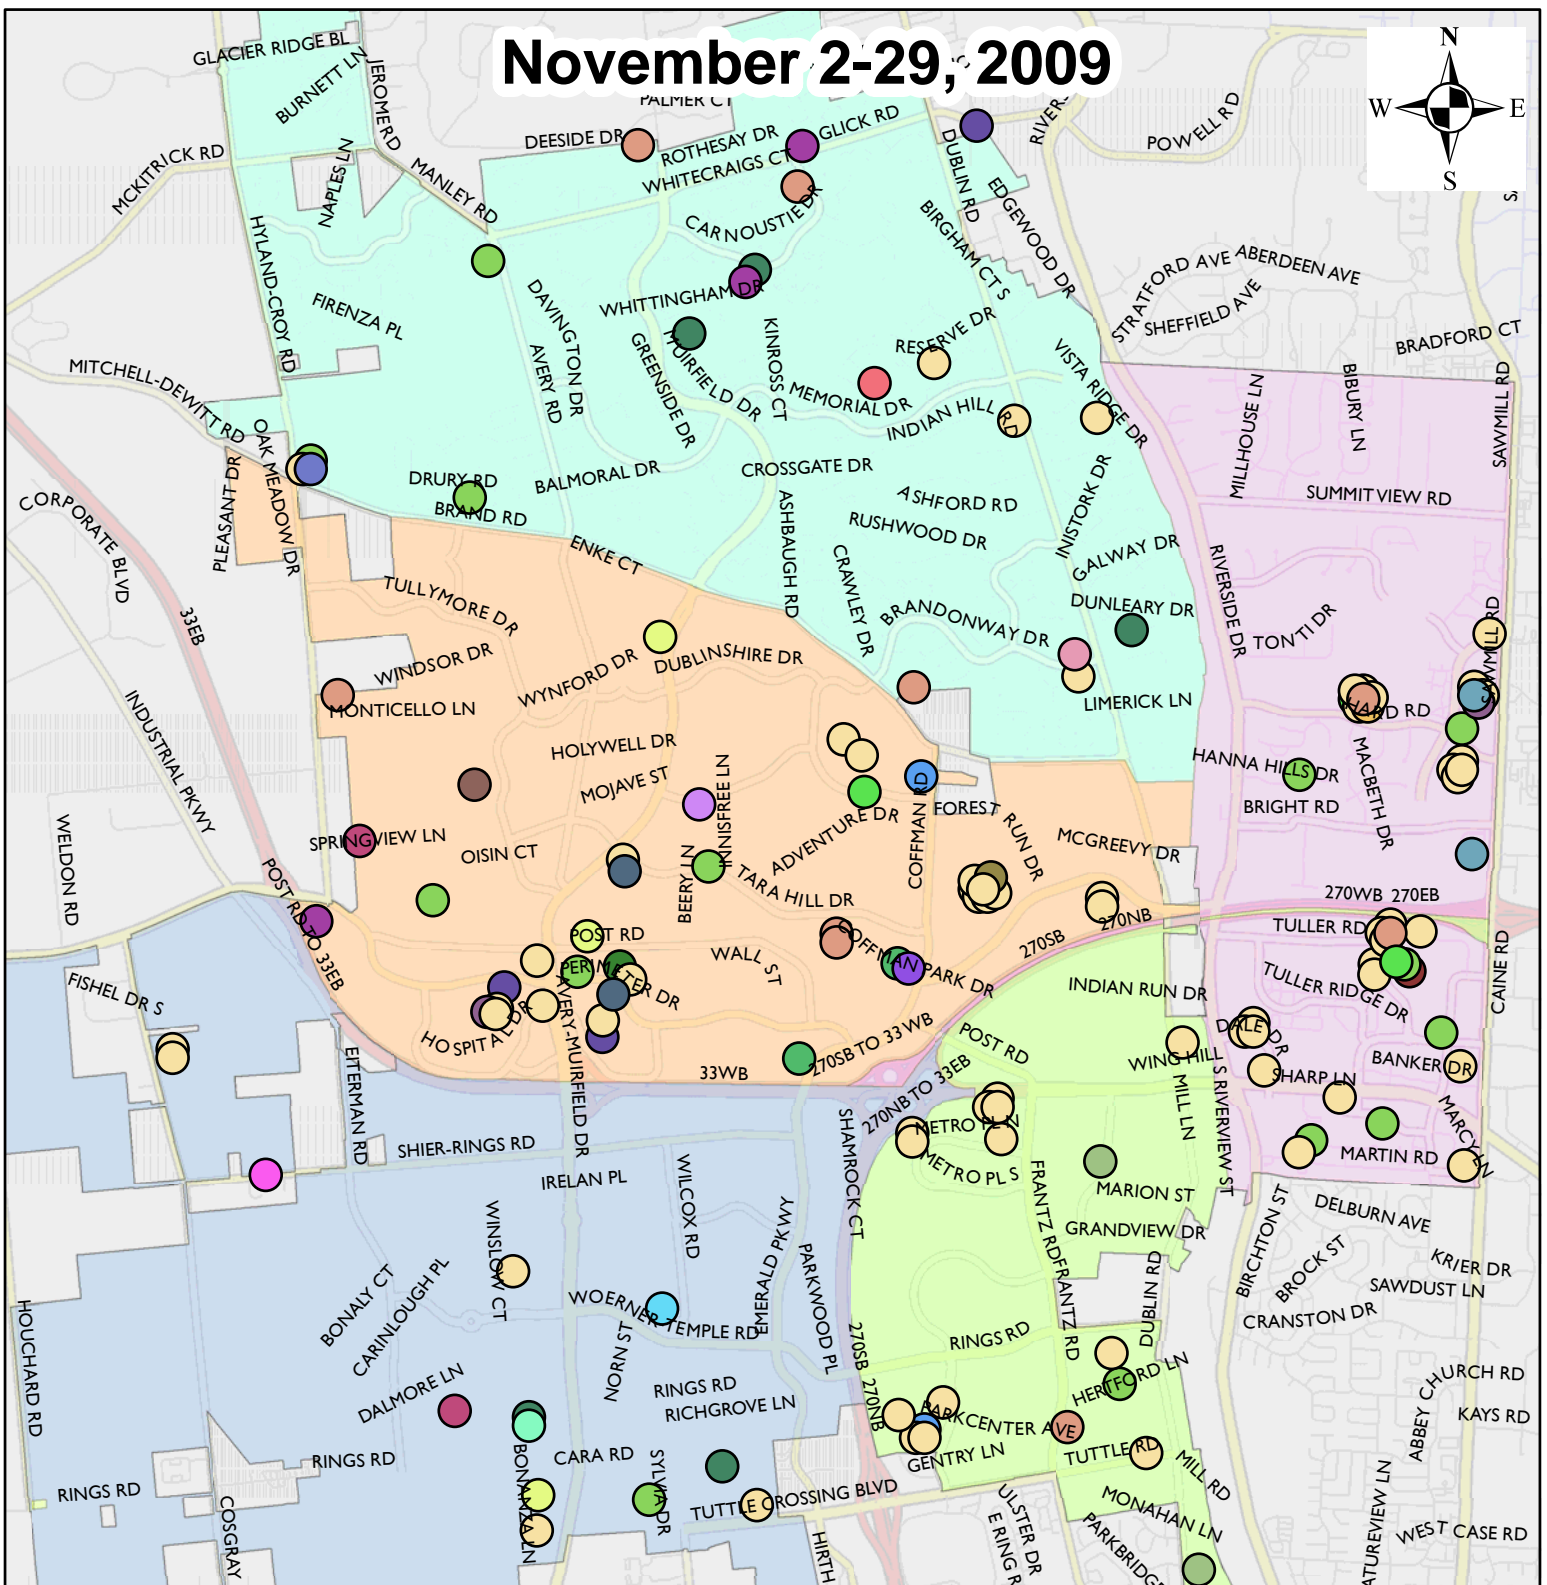 November 2-29, 2009
N
W
E
S
GLACIER RIDGE BL
BURNETT LN
JEROME RD
PALMER CT
DEESIDE DR
ROTHESAY DR
GLICK RD
WHITECRAIGS CT
POWELL RD
MCKITRICK RD
NAPLES LN
MANLEY RD
DUBLIN RD
EDGEWOOD DR
CARNOUSTIE DR
BIRGHAM CT S
HYLAND-CROY RD
FIRENZA PL
DAVINGTON DR
WHITTINGHAM DR
STRATFORD AVE
ABERDEEN AVE
SHEFFIELD AVE
BRADFORD CT
AVERY RD
GREENSIDE DR
MUIRFIELD DR
KINROSS CT
RESERVE DR
VISTA RIDGE DR
MEMORIAL DR
INDIAN HILL RD
MITCHELL-DEWITT RD
MILLHOUSE LN
BIBURY LN
SAWMILL RD
OAK MEADOW DR
PLEASANT DR
DRURY RD
BRAND RD
BALMORAL DR
CROSSGATE DR
ASHFORD RD
RUSHWOOD DR
INISTORK DR
SUMMIT VIEW RD
CORPORATE BLVD
33EB
ENKE CT
ASHBAUGH RD
CRAWLEY DR
GALWAY DR
RIVERSIDE DR
TULLYMORE DR
DUNLEARY DR
BRANDONWAY DR
TONTI DR
SAWMILL RD
WINDSOR DR
WYNFORD DR
DUBLINSHIRE DR
MONTICELLO LN
LIMERICK LN
HARD RD
INDUSTRIAL PKWY
HOLYWELL DR
MOJAVE ST
INNISFREE LN
HANNA HILLS DR
MACBETH DR
BRIGHT RD
WELDON RD
SPRINGVIEW LN
OISIN CT
ADVENTURE DR
COFFMAN RD
FOREST
RUN DR
MCGREEVY DR
BEERY LN
TARA HILL DR
POST RD TO 33EB
270WB
270EB
POST RD
PERIMETER DR
WALL ST
COFFMAN PARK DR
270SB
270NB
TULLER RD
TULLER RIDGE DR
CAINE RD
FISHEL DR S
HOSPITAL DR
AVERY-MUIRFIELD DR
INDIAN RUN DR
270SB TO 33 WB
POST RD
DALE DR
WING HILL
BANKER DR
EITERMAN RD
33WB
270NB TO 33EB
MILL LN
S RIVERVIEW ST
SHARP LN
MARCY LN
SHIER-RINGS RD
SHAMROCK CT
METRO PL N
METRO PL S
MARTIN RD
IRELAN PL
WILCOX RD
FRANTZ RD
MARION ST
GRANDVIEW DR
BIRCHTON ST
DELBURN AVE
WINSLOW CT
EMERALD PKWY
PARKWOOD PL
BROCK ST
KRIER DR
SAWDUST LN
BONALY CT
CARINLOUGH PL
WOERNER-TEMPLE RD
FRANTZ RD
DUBLIN RD
CRANSTON DR
HOUCHARD RD
NORN ST
270SB
270NB
RINGS RD
DALMORE LN
RINGS RD
RICHGROVE LN
HERTFORD LN
ABBEY CHURCH RD
KAYS RD
PARKCENTER AVE
GENTRY LN
RINGS RD
CARA RD
SYLVIA DR
BONANZA LN
TUTTLE RD
MILL RD
RINGS RD
COSGRAY
TUTTLE CROSSING BLVD
HIRTH
ULSTER DR
MONAHAN LN
WEST CASE RD